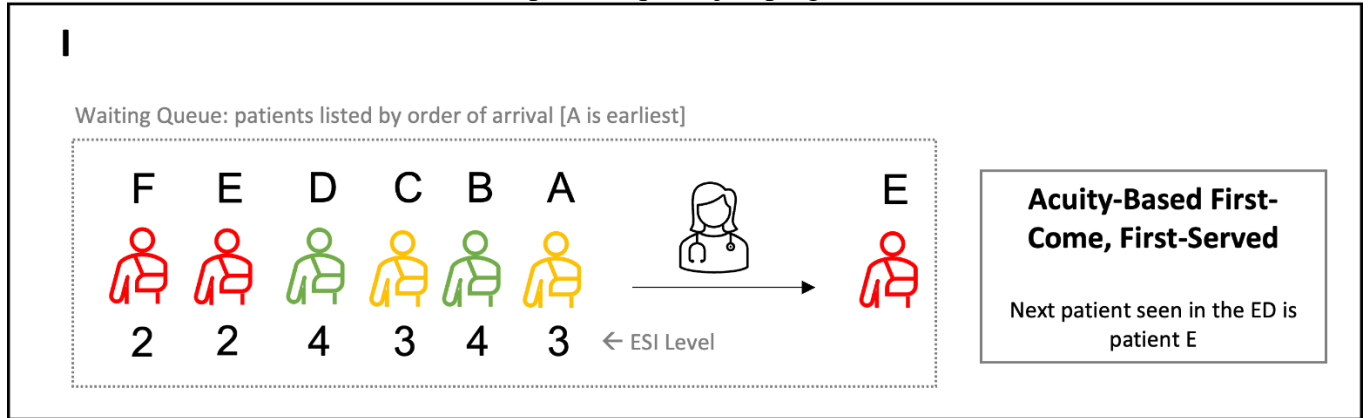 I
Waiting Queue: patients listed by order of arrival [A is earliest]
F E D C B A E
2 2 4 3 4 3 ← ESI Level
Acuity-Based First-
Come, First-Served
Next patient seen in the ED is
patient E